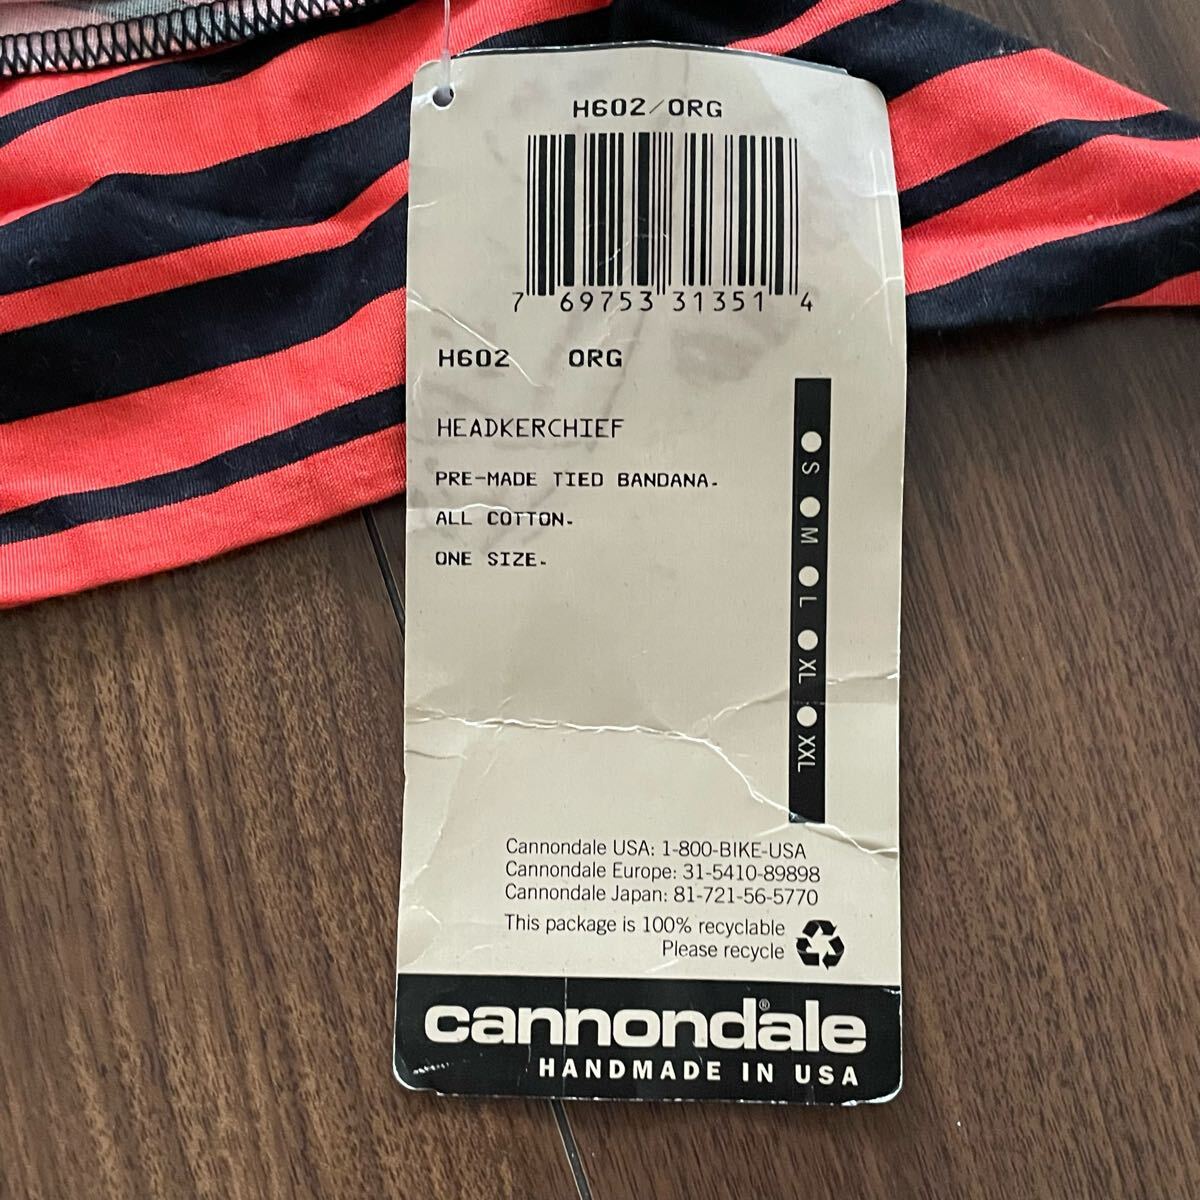 H602/ORG
7 69753 31351 4
H602 ORG
HEADKERCHIEF
PRE-MADE TIED BANDANA.
ALL COTTON.
ONE SIZE.
S M L XL XXL
Cannondale USA: 1-800-BIKE-USA
Cannondale Europe: 31-5410-89898
Cannondale Japan: 81-721-56-5770
This package is 100% recyclable
Please recycle
cannondale®
HANDMADE IN USA